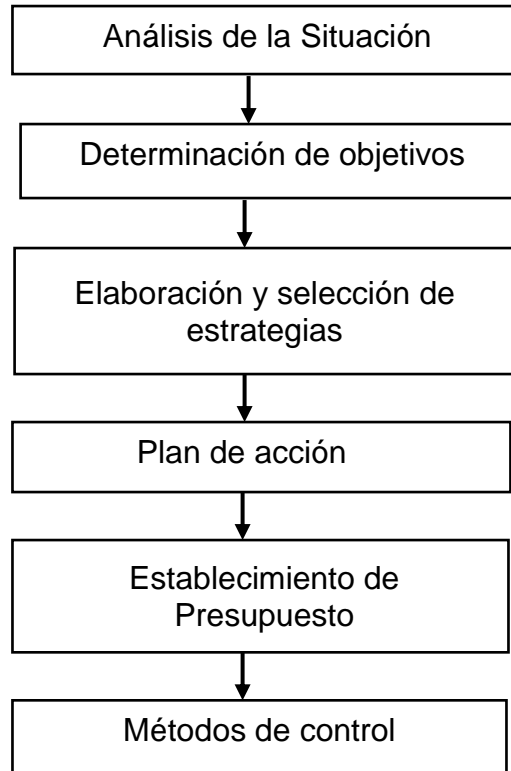 Análisis de la Situación
Determinación de objetivos
Elaboración y selección de
estrategias
Plan de acción
Establecimiento de
Presupuesto
Métodos de control